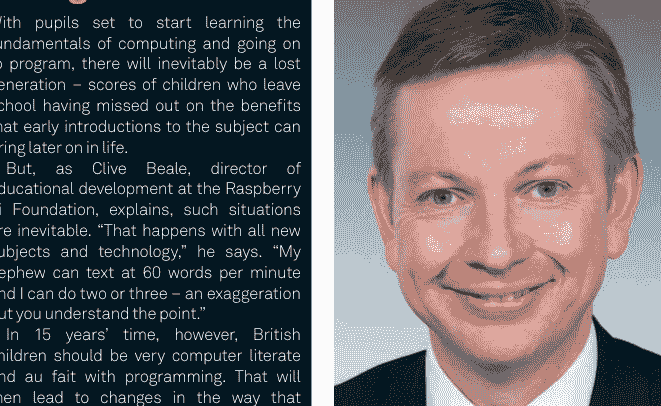 ith pupils set to start learning the
undamentals of computing and going on
o program, there will inevitably be a lost
eneration – scores of children who leave
chool having missed out on the benefits
hat early introductions to the subject can
ring later on in life.
But, as Clive Beale, director of
ducational development at the Raspberry
i Foundation, explains, such situations
re inevitable. “That happens with all new
ubjects and technology,” he says. “My
ephew can text at 60 words per minute
nd I can do two or three – an exaggeration
ut you understand the point.”
In 15 years’ time, however, British
hildren should be very computer literate
nd au fait with programming. That will
hen lead to changes in the way that